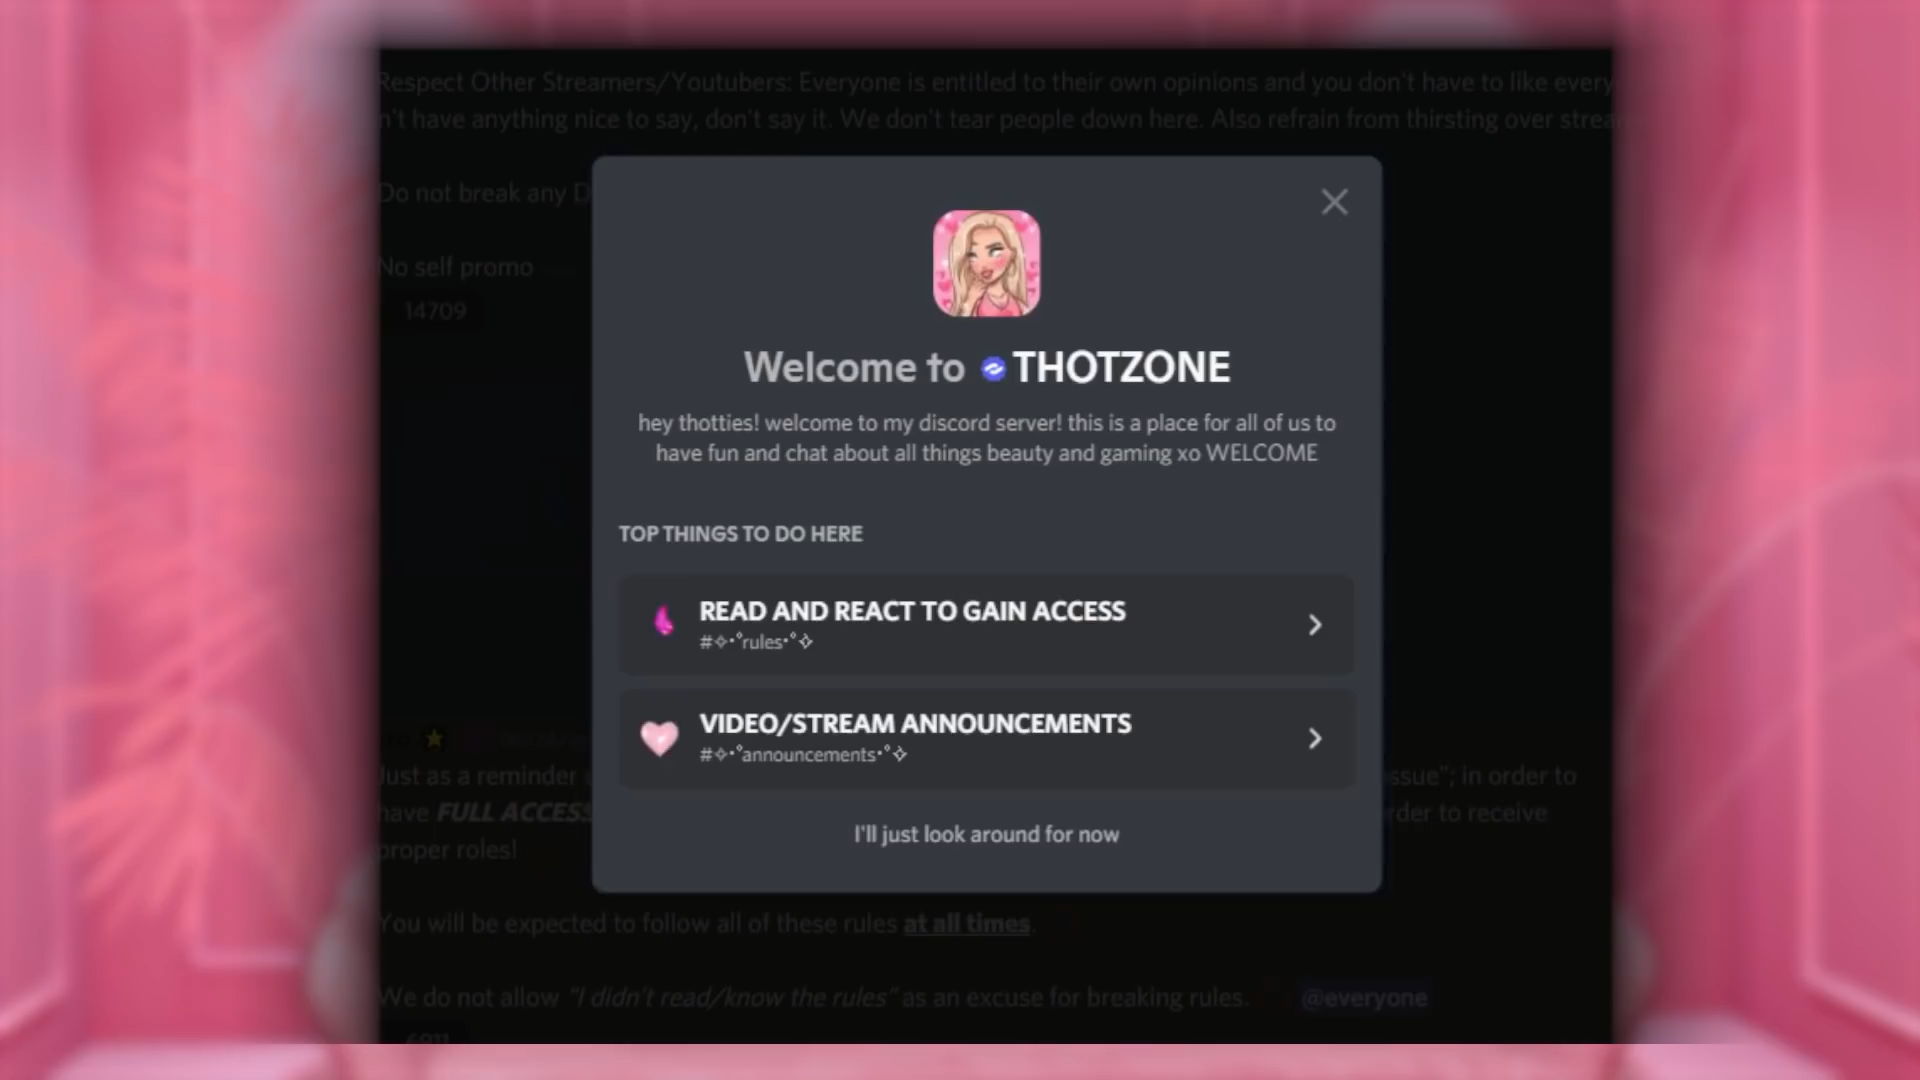 Respect Other Streamers/Youtubers: Everyone is entitled to their own opinions and you don't have to like every
n't have anything nice to say, don't say it. We don't tear people down here. Also refrain from thirsting over strea
Do not break any D
No self promo
14709
Welcome to THOTZONE
hey thotties! welcome to my discord server! this is a place for all of us to
have fun and chat about all things beauty and gaming xo WELCOME
TOP THINGS TO DO HERE
READ AND REACT TO GAIN ACCESS
#✧•°rules•°✧
VIDEO/STREAM ANNOUNCEMENTS
#✧•°announcements•°✧
I'll just look around for now
Just as a reminder ssue"; in order to
have FULL ACCESS rder to receive
proper roles!
You will be expected to follow all of these rules at all times.
We do not allow "I didn't read/know the rules" as an excuse for breaking rules. @everyone
6911